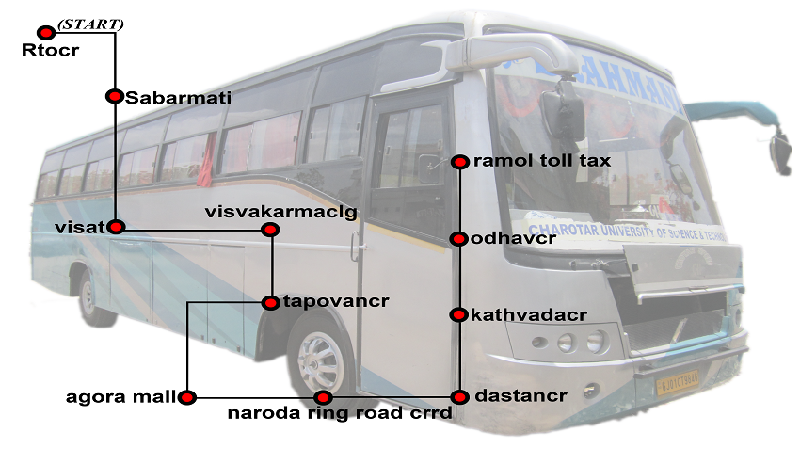 (START)
Rtocr
Sabarmati
visat
visvakarmaclg
tapovancr
agora mall
naroda ring road crrd
dastancr
kathvadacr
odhavcr
ramol toll tax
CHAROTAR UNIVERSITY OF SCIENCE & TECHNO